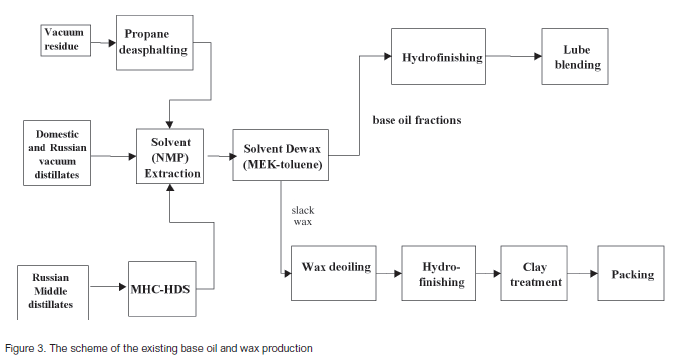 Vacuum
residue
Propane
deasphalting
Hydrofinishing
Lube
blending
base oil fractions
Domestic
and Russian
vacuum
distillates
Solvent
(NMP)
Extraction
Solvent Dewax
(MEK-toluene)
slack
wax
Russian
Middle
distillates
MHC-HDS
Wax deoiling
Hydro-
finishing
Clay
treatment
Packing
Figure 3. The scheme of the existing base oil and wax production